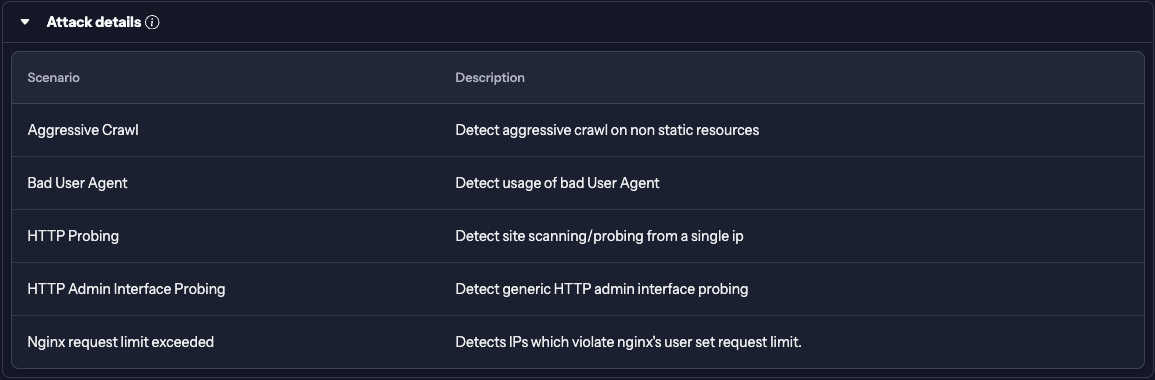 Attack details
Scenario Description
Aggressive Crawl Detect aggressive crawl on non static resources
Bad User Agent Detect usage of bad User Agent
HTTP Probing Detect site scanning/probing from a single ip
HTTP Admin Interface Probing Detect generic HTTP admin interface probing
Nginx request limit exceeded Detects IPs which violate nginx's user set request limit.